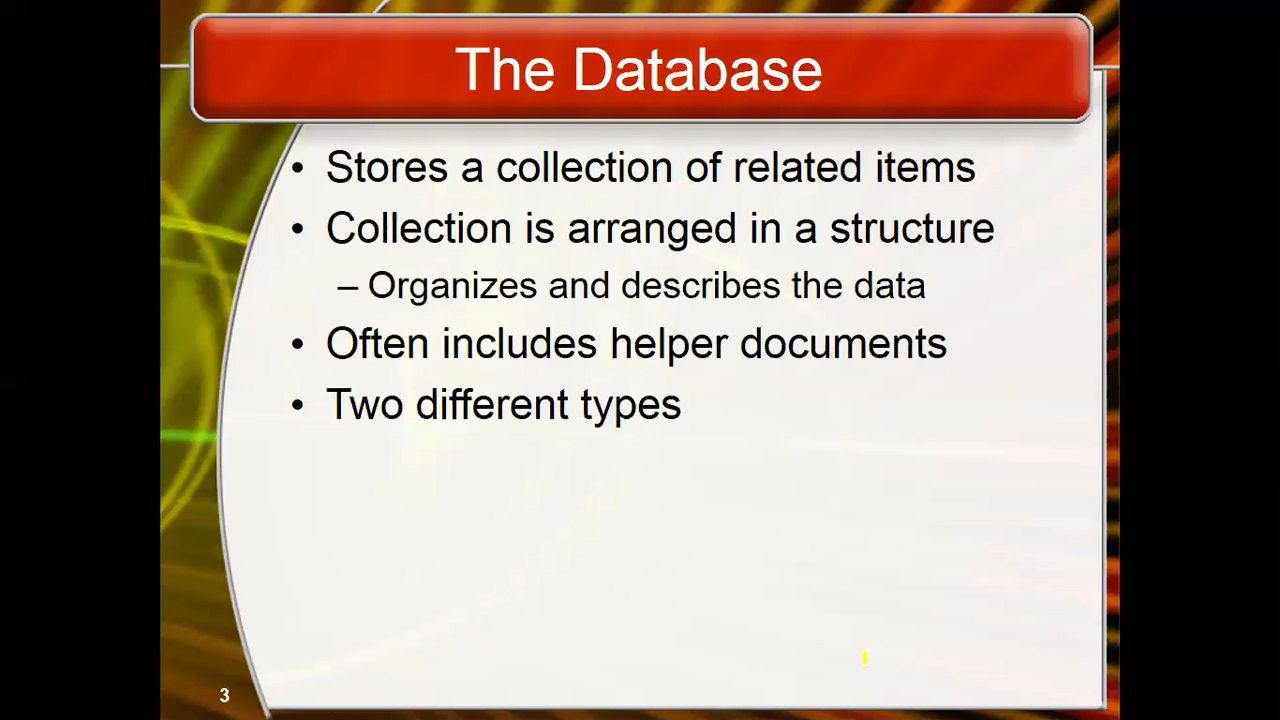 The Database
• Stores a collection of related items
• Collection is arranged in a structure
– Organizes and describes the data
• Often includes helper documents
• Two different types
3